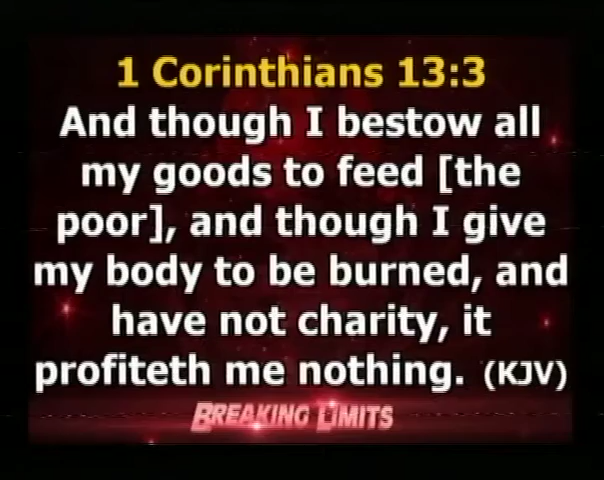 1 Corinthians 13:3
And though I bestow all
my goods to feed [the
poor], and though I give
my body to be burned, and
have not charity, it
profiteth me nothing. (KJV)
BREAKING LIMITS